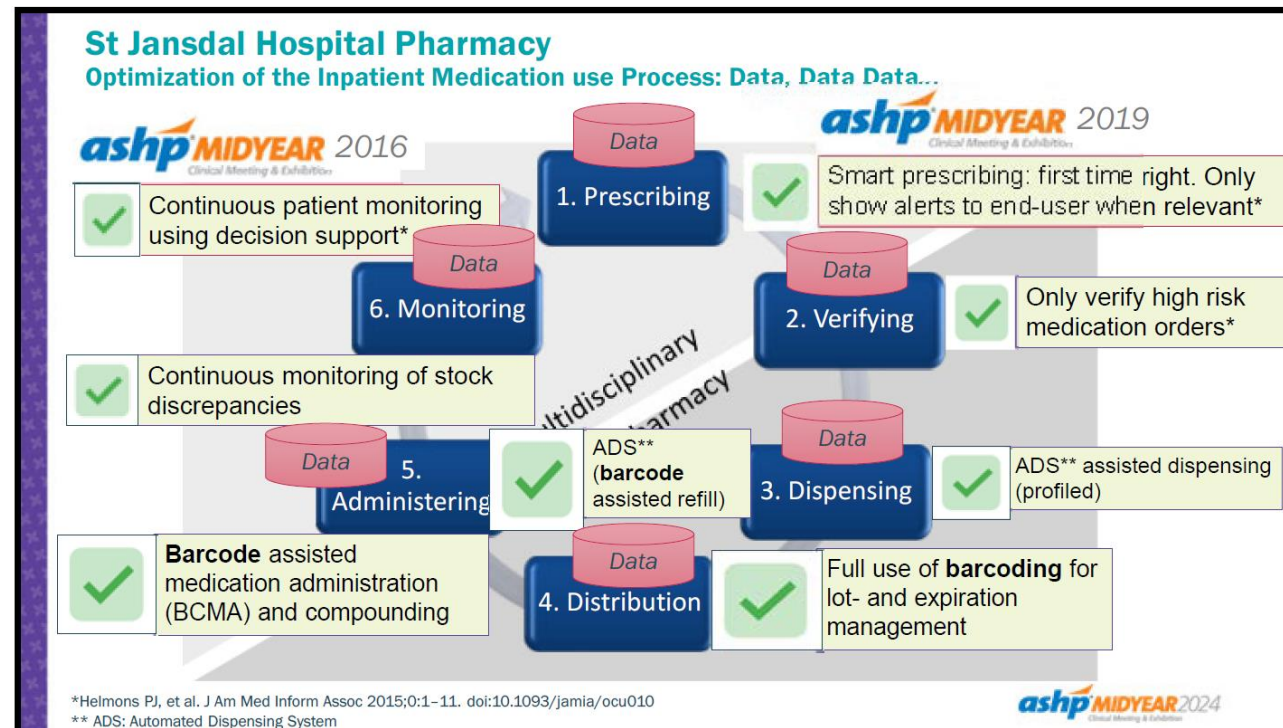 St Jansdal Hospital Pharmacy
Optimization of the Inpatient Medication use Process: Data, Data Data...
ashp MIDYEAR 2016
Clinical Meeting & Exhibition
ashp MIDYEAR 2019
Clinical Meeting & Exhibition
Data
1. Prescribing
Continuous patient monitoring
using decision support*
Smart prescribing: first time right. Only
show alerts to end-user when relevant*
Data
6. Monitoring
Data
2. Verifying
Only verify high risk
medication orders*
Continuous monitoring of stock
discrepancies
ltidisciplinary
armacy
Data
5.
Administering
ADS**
(barcode
assisted refill)
Data
3. Dispensing
ADS** assisted dispensing
(profiled)
Barcode assisted
medication administration
(BCMA) and compounding
Data
4. Distribution
Full use of barcoding for
lot- and expiration
management
*Helmons PJ, et al. J Am Med Inform Assoc 2015;0:1–11. doi:10.1093/jamia/ocu010
** ADS: Automated Dispensing System
ashp MIDYEAR 2024
Clinical Meeting & Exhibition